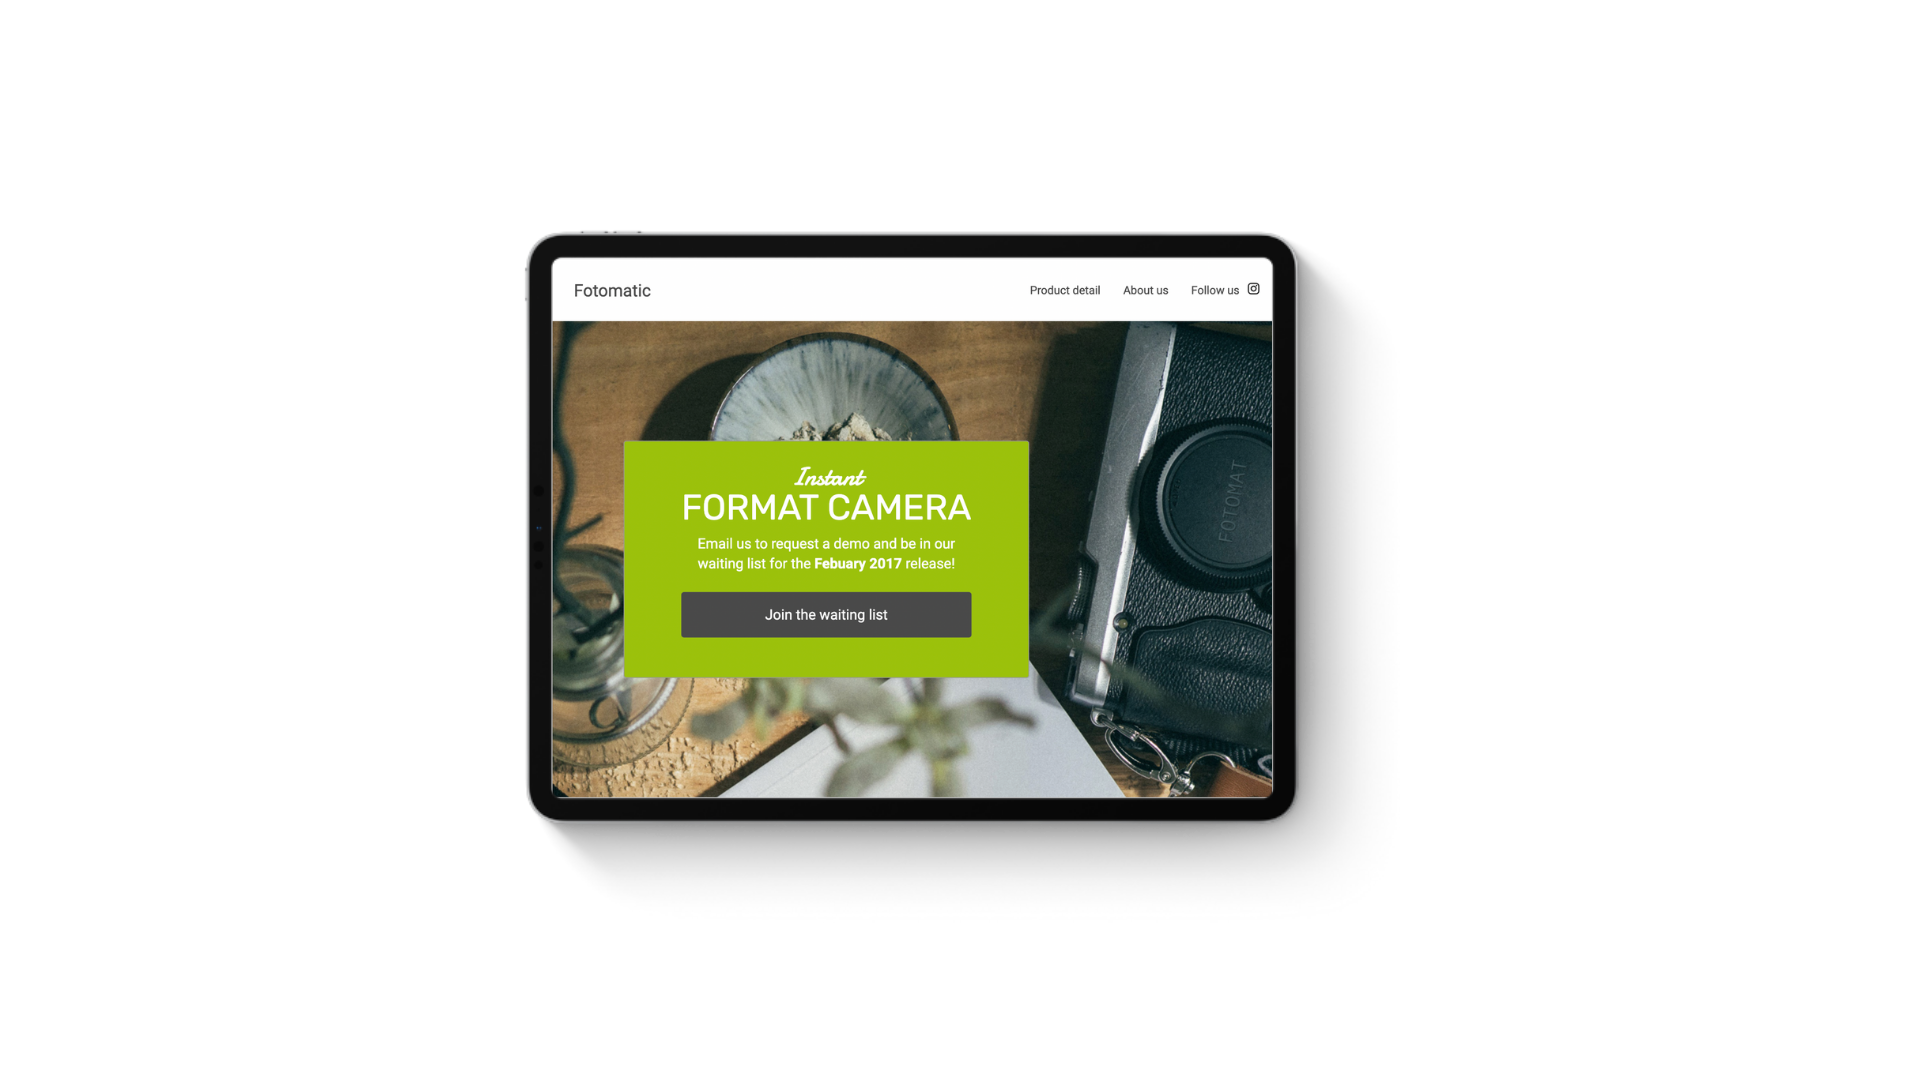 Fotomatic
Product detail
About us
Follow us
Instant
FORMAT CAMERA
Email us to request a demo and be in our
waiting list for the Febuary 2017 release!
Join the waiting list
FOTOMAT